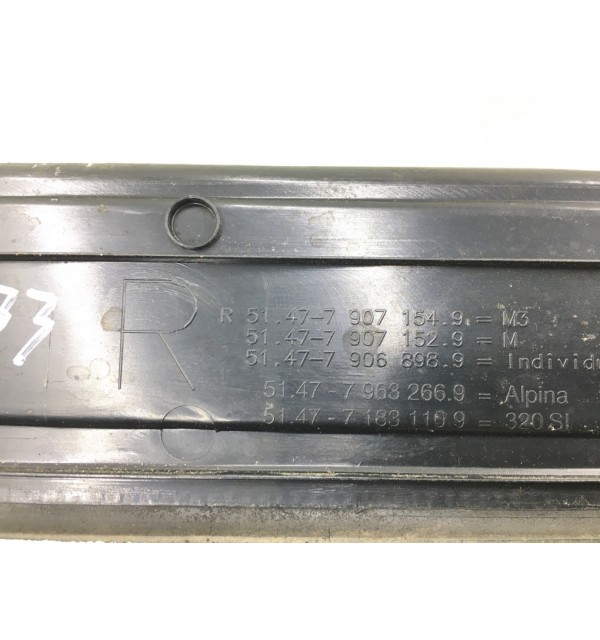 33
R
R 51.47-7 907 154.9 = M3
51.47-7 907 152.9 = M
51.47-7 906 898.9 = Individu
51.47 - 7 963 266.9 = Alpina
51.47 - 7 183 110 9 = 320 SI